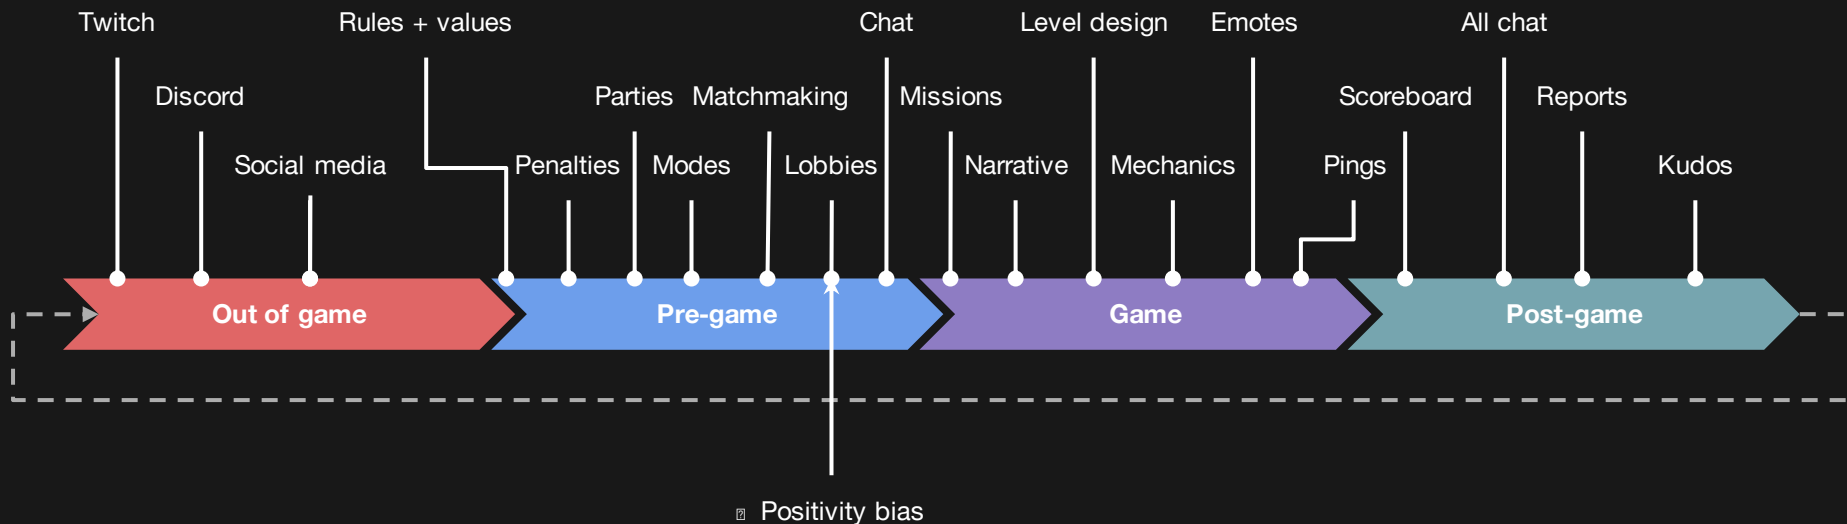 Twitch
Rules + values
Chat
Level design
Emotes
All chat
Discord
Parties
Matchmaking
Missions
Scoreboard
Reports
Social media
Penalties
Modes
Lobbies
Narrative
Mechanics
Pings
Kudos
Out of game
Pre-game
Game
Post-game
Positivity bias